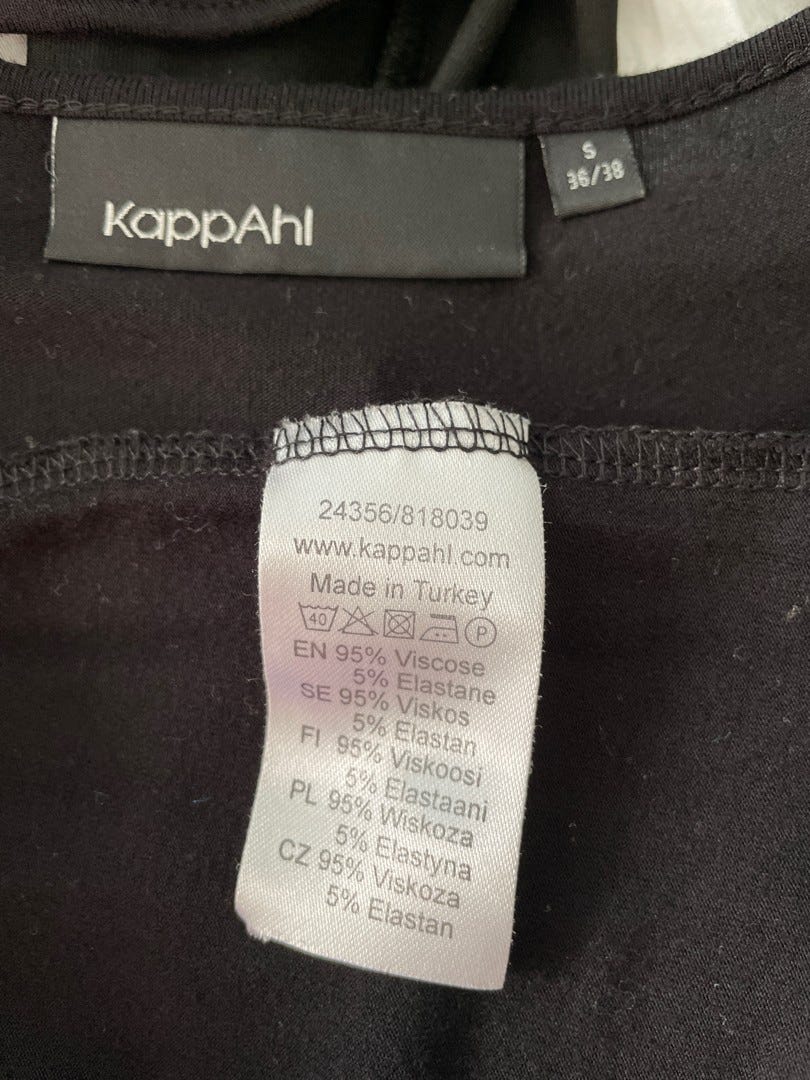 KappAhl
S
36/38
24356/818039
www.kappahl.com
Made in Turkey
40 P
EN 95% Viscose
5% Elastane
SE 95% Viskos
5% Elastan
FI 95% Viskoosi
5% Elastaani
PL 95% Wiskoza
5% Elastyna
CZ 95% Viskoza
5% Elastan